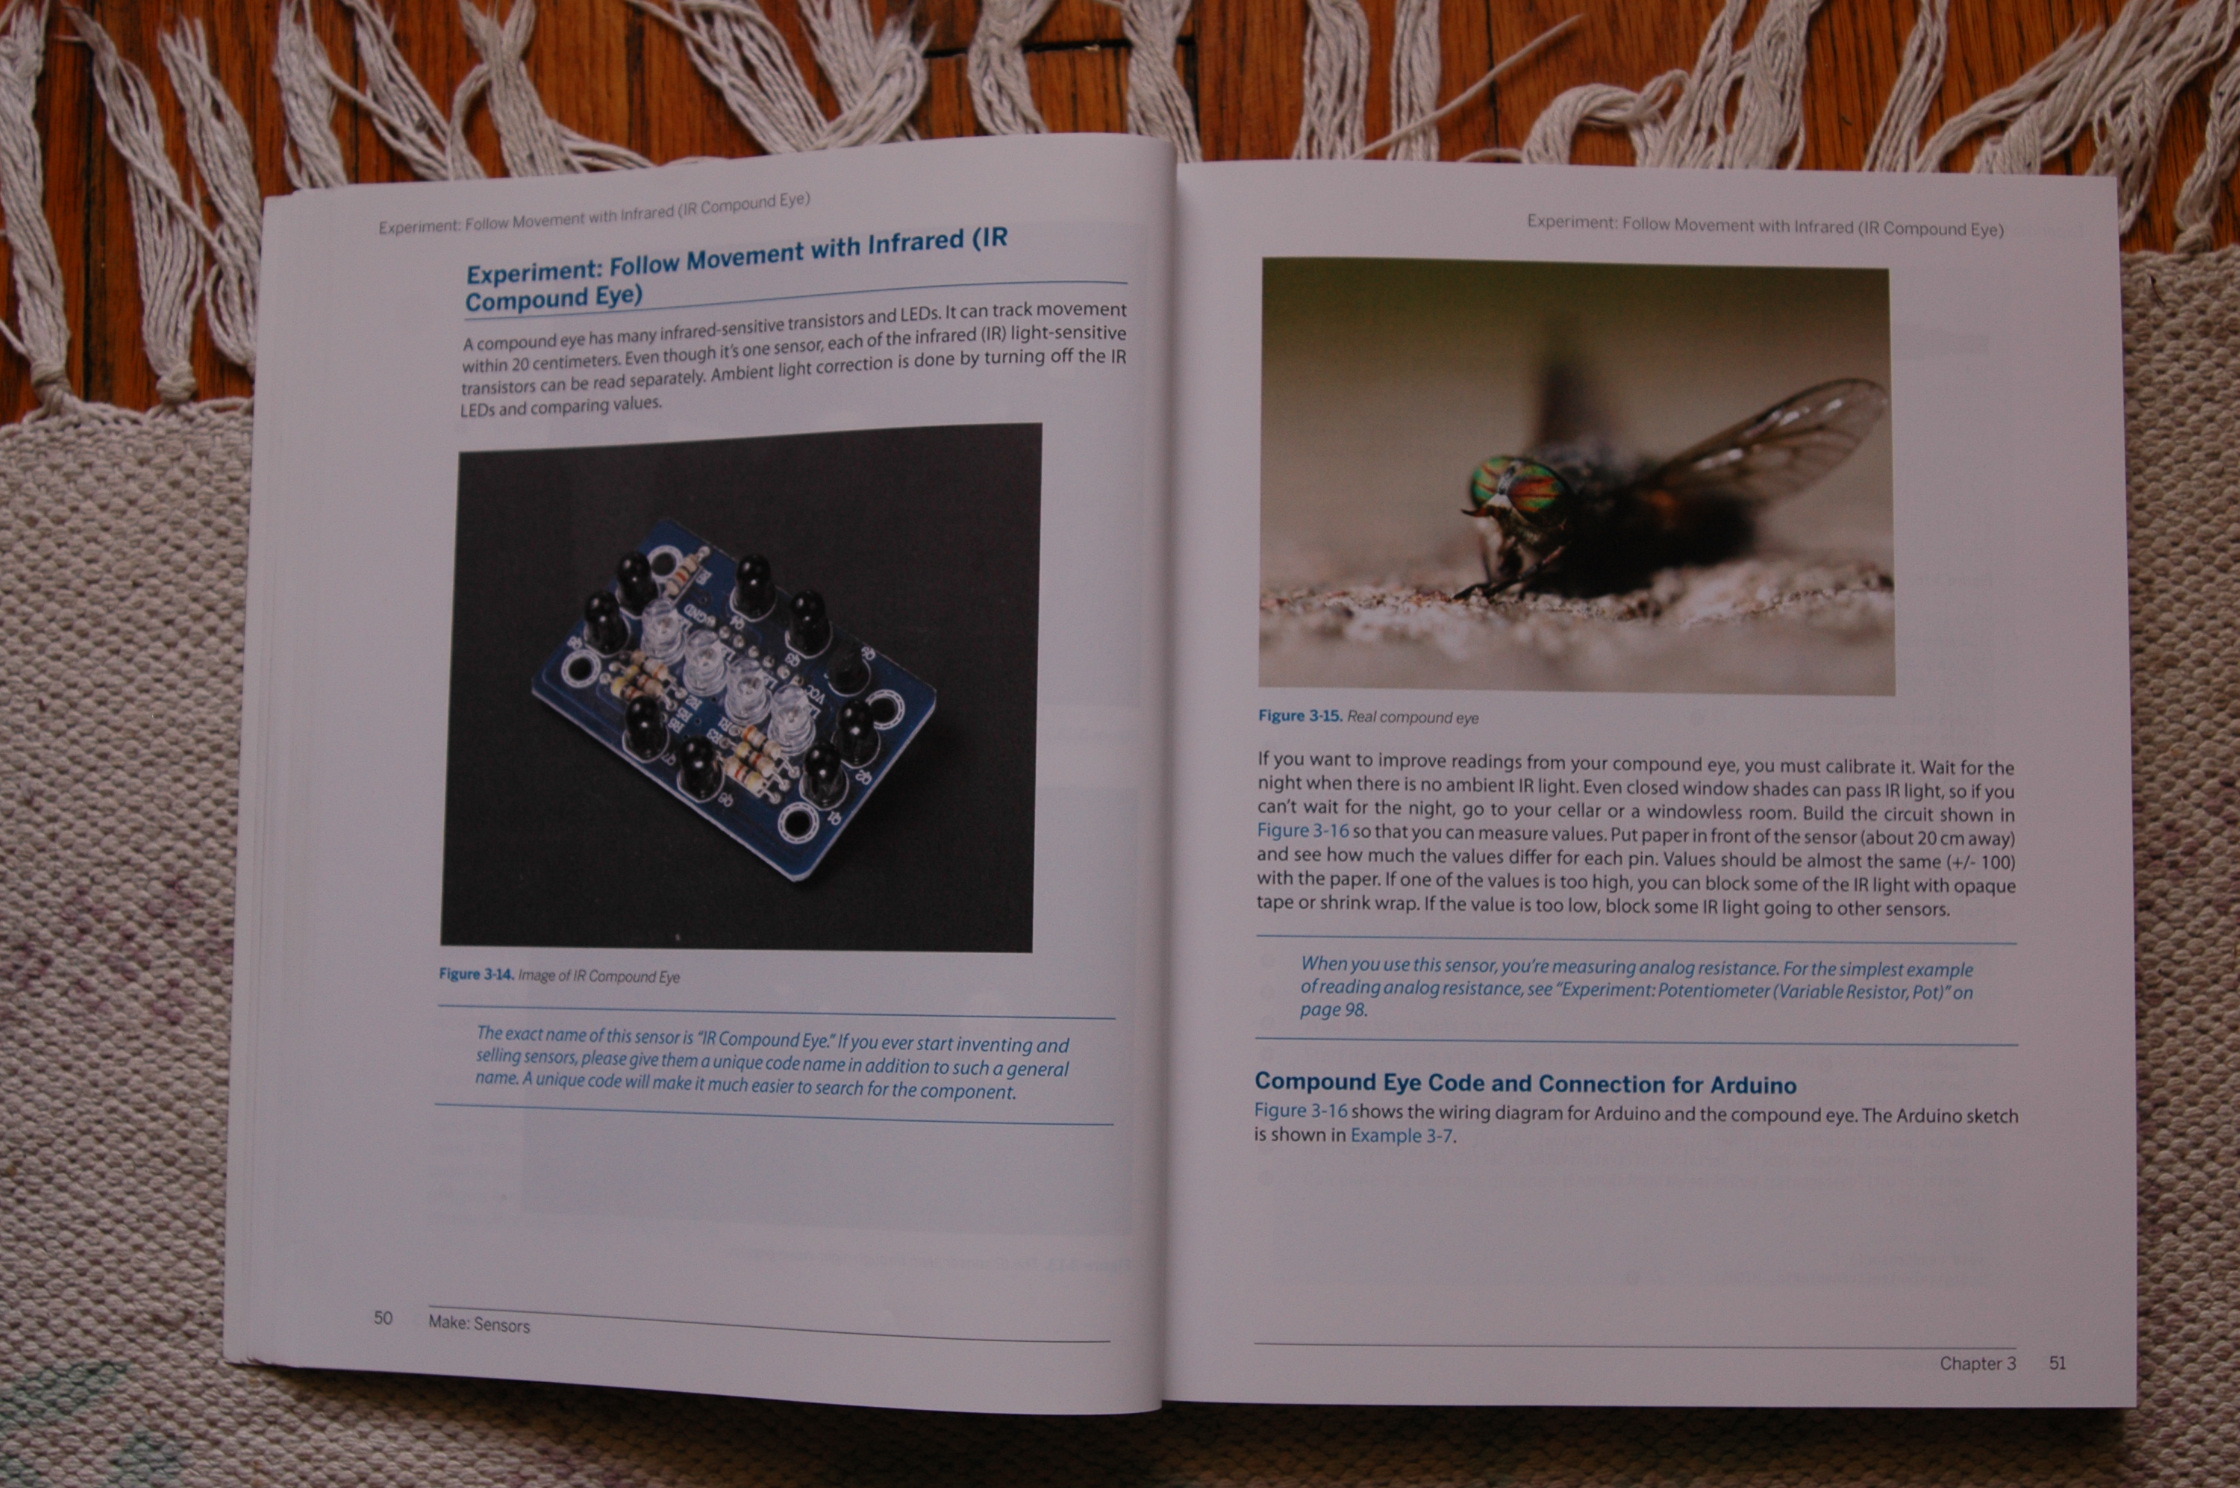 Experiment: Follow Movement with Infrared (IR Compound Eye)
Experiment: Follow Movement with Infrared (IR
Compound Eye)
A compound eye has many infrared-sensitive transistors and LEDs. It can track movement
within 20 centimeters. Even though it's one sensor, each of the infrared (IR) light-sensitive
transistors can be read separately. Ambient light correction is done by turning off the IR
LEDs and comparing values.
VCC
GND
Figure 3-14. Image of IR Compound Eye
The exact name of this sensor is "IR Compound Eye." If you ever start inventing and
selling sensors, please give them a unique code name in addition to such a general
name. A unique code will make it much easier to search for the component.
50 Make: Sensors
Experiment: Follow Movement with Infrared (IR Compound Eye)
Figure 3-15. Real compound eye
If you want to improve readings from your compound eye, you must calibrate it. Wait for the
night when there is no ambient IR light. Even closed window shades can pass IR light, so if you
can't wait for the night, go to your cellar or a windowless room. Build the circuit shown in
Figure 3-16 so that you can measure values. Put paper in front of the sensor (about 20 cm away)
and see how much the values differ for each pin. Values should be almost the same (+/- 100)
with the paper. If one of the values is too high, you can block some of the IR light with opaque
tape or shrink wrap. If the value is too low, block some IR light going to other sensors.
When you use this sensor, you're measuring analog resistance. For the simplest example
of reading analog resistance, see "Experiment: Potentiometer (Variable Resistor, Pot)" on
page 98.
Compound Eye Code and Connection for Arduino
Figure 3-16 shows the wiring diagram for Arduino and the compound eye. The Arduino sketch
is shown in Example 3-7.
Chapter 3 51